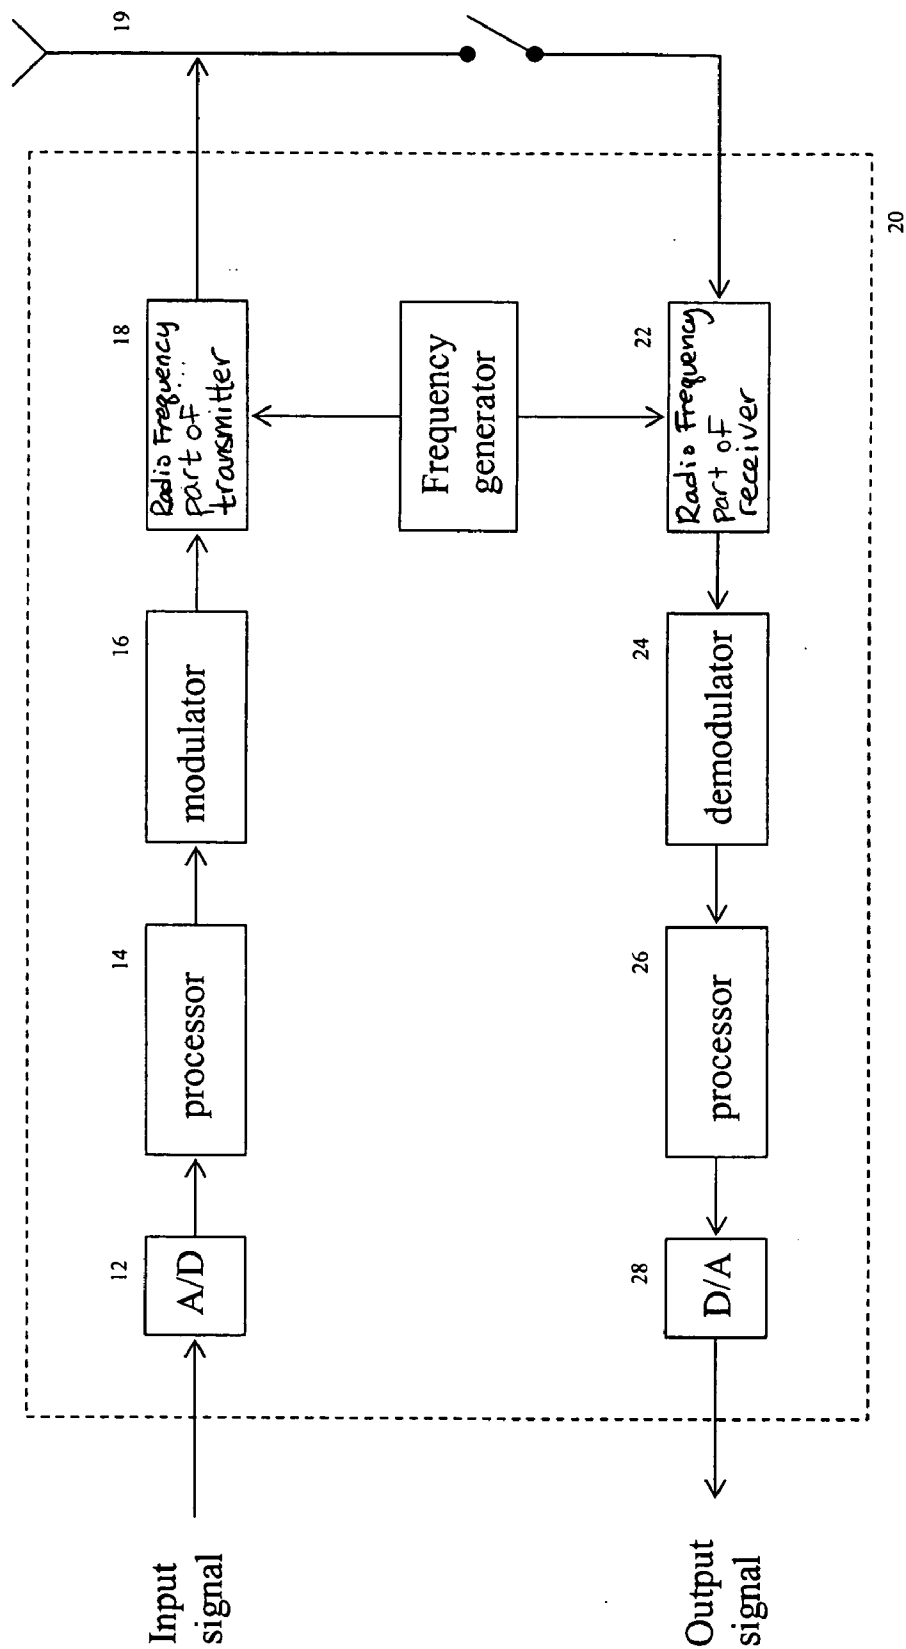 12
14
16
18
19
Input
signal
A/D
processor
modulator
Radio Frequency
part of...
transmitter
Frequency
generator
28
26
24
22
Output
signal
D/A
processor
demodulator
Radio Frequency
part of
receiver
20